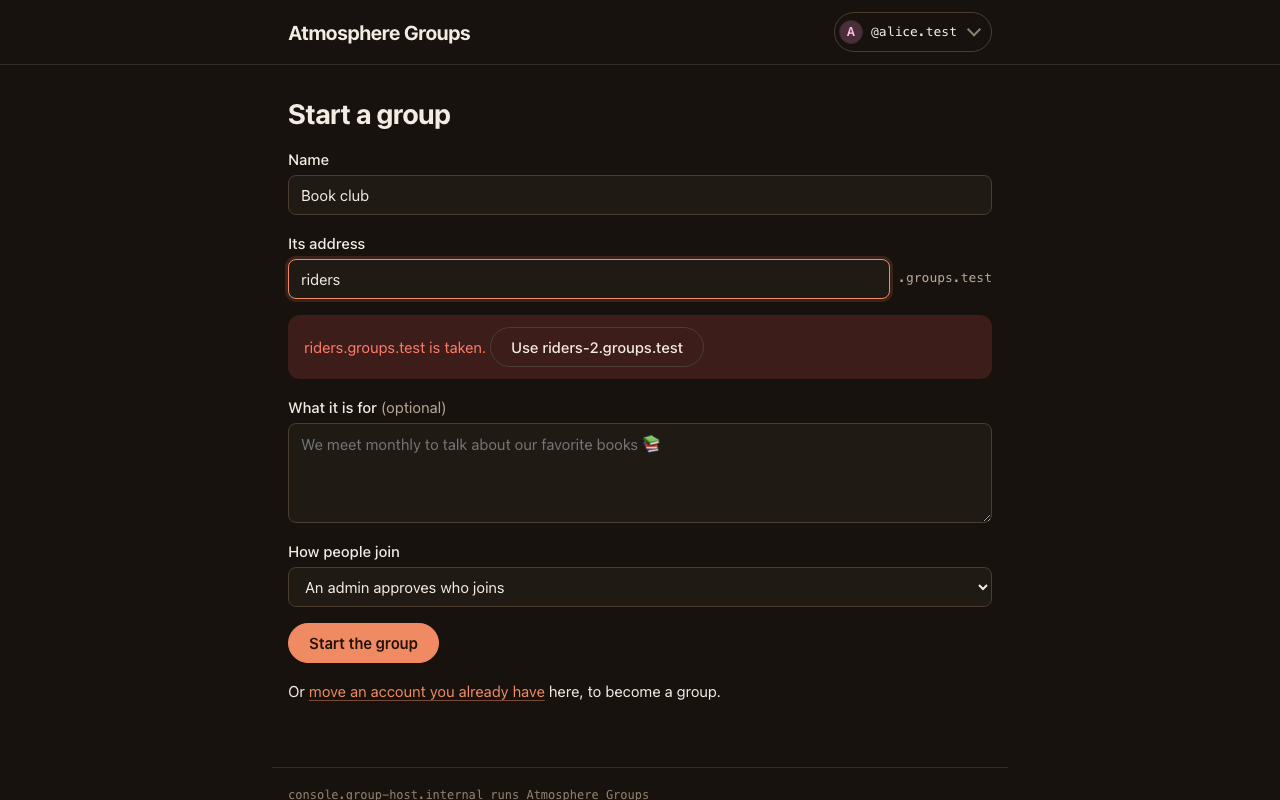 Atmosphere Groups
A @alice.test
Start a group
Name
Book club
Its address
riders .groups.test
riders.groups.test is taken. Use riders-2.groups.test
What it is for (optional)
We meet monthly to talk about our favorite books 📚
How people join
An admin approves who joins
Start the group
Or move an account you already have here, to become a group.
console.group-host.internal runs Atmosphere Groups